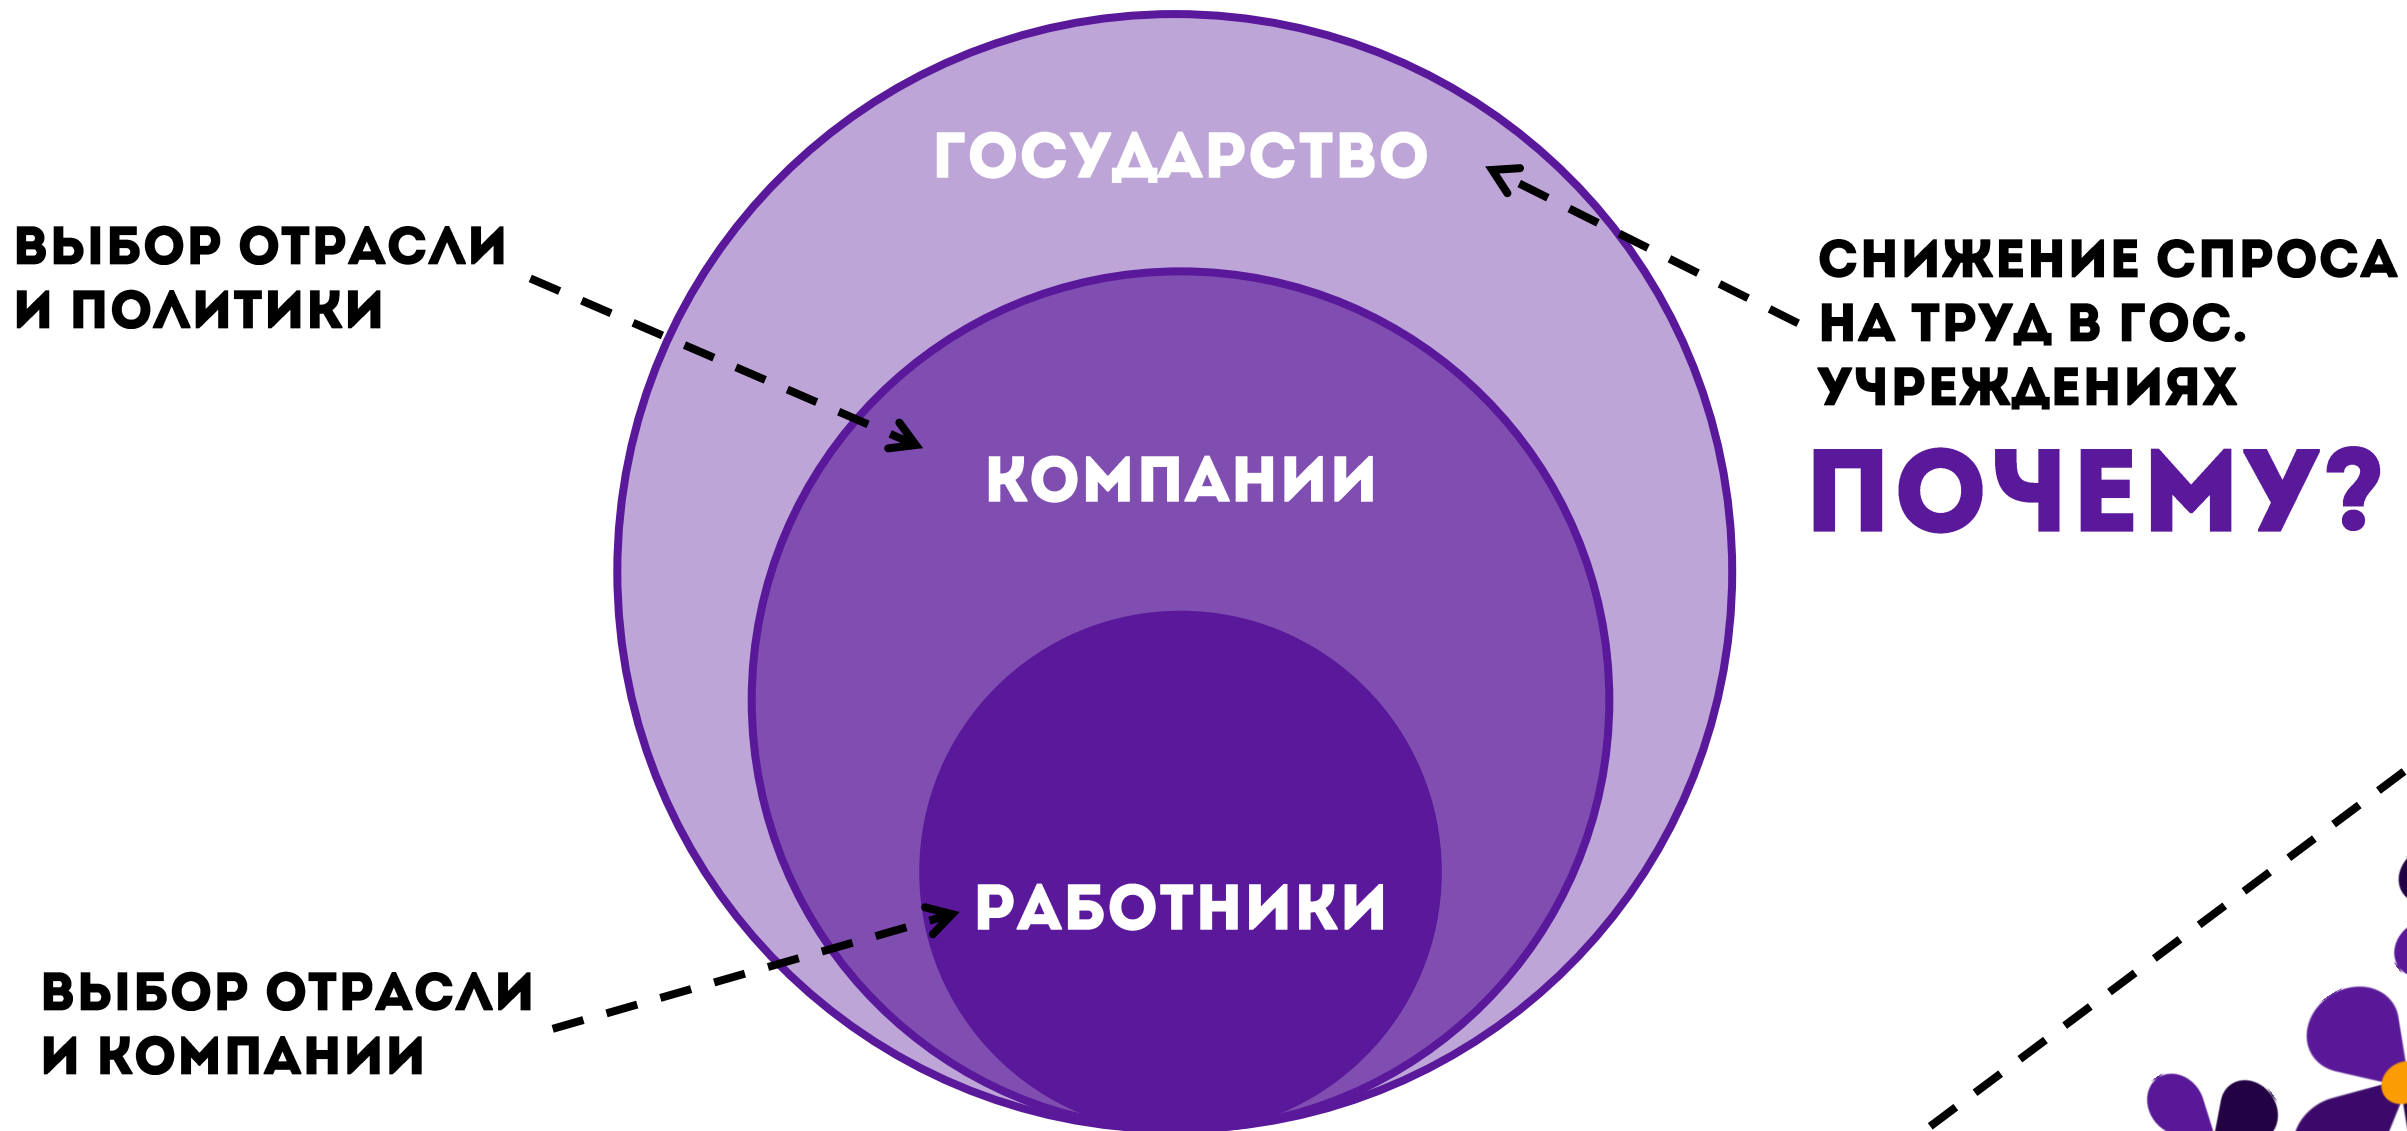 ГОСУДАРСТВО
ВЫБОР ОТРАСЛИ
И ПОЛИТИКИ
СНИЖЕНИЕ СПРОСА
НА ТРУД В ГОС.
УЧРЕЖДЕНИЯХ
ПОЧЕМУ?
КОМПАНИИ
РАБОТНИКИ
ВЫБОР ОТРАСЛИ
И КОМПАНИИ